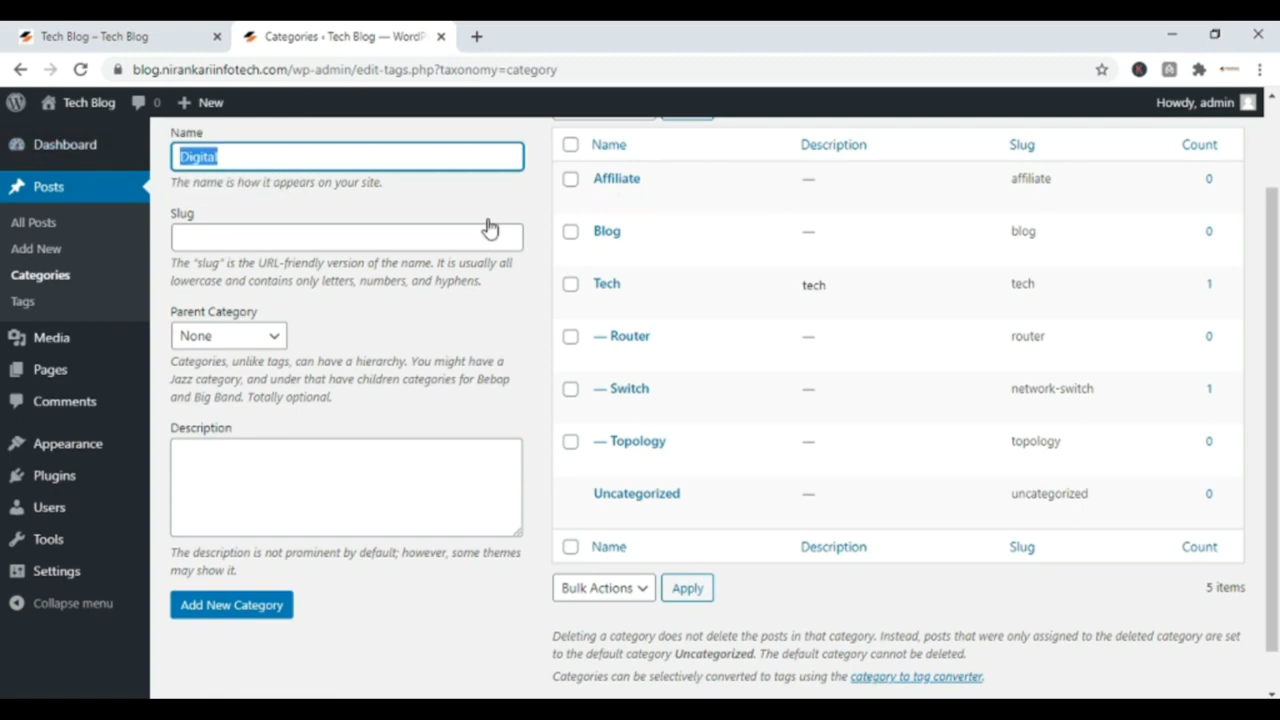 Tech Blog – Tech Blog
Categories ‹ Tech Blog — WordP
blog.nirankariinfotech.com/wp-admin/edit-tags.php?taxonomy=category
Tech Blog 0 New
Howdy, admin
Dashboard
Posts
All Posts
Add New
Categories
Tags
Media
Pages
Comments
Appearance
Plugins
Users
Tools
Settings
Collapse menu
Name
Digital
The name is how it appears on your site.
Slug
The "slug" is the URL-friendly version of the name. It is usually all
lowercase and contains only letters, numbers, and hyphens.
Parent Category
None
Categories, unlike tags, can have a hierarchy. You might have a
Jazz category, and under that have children categories for Bebop
and Big Band. Totally optional.
Description
The description is not prominent by default; however, some themes
may show it.
Add New Category
Name Description Slug Count
Affiliate — affiliate 0
Blog — blog 0
Tech tech tech 1
— Router — router 0
— Switch — network-switch 1
— Topology — topology 0
Uncategorized — uncategorized 0
Name Description Slug Count
Bulk Actions Apply 5 items
Deleting a category does not delete the posts in that category. Instead, posts that were only assigned to the deleted category are set
to the default category Uncategorized. The default category cannot be deleted.
Categories can be selectively converted to tags using the category to tag converter.